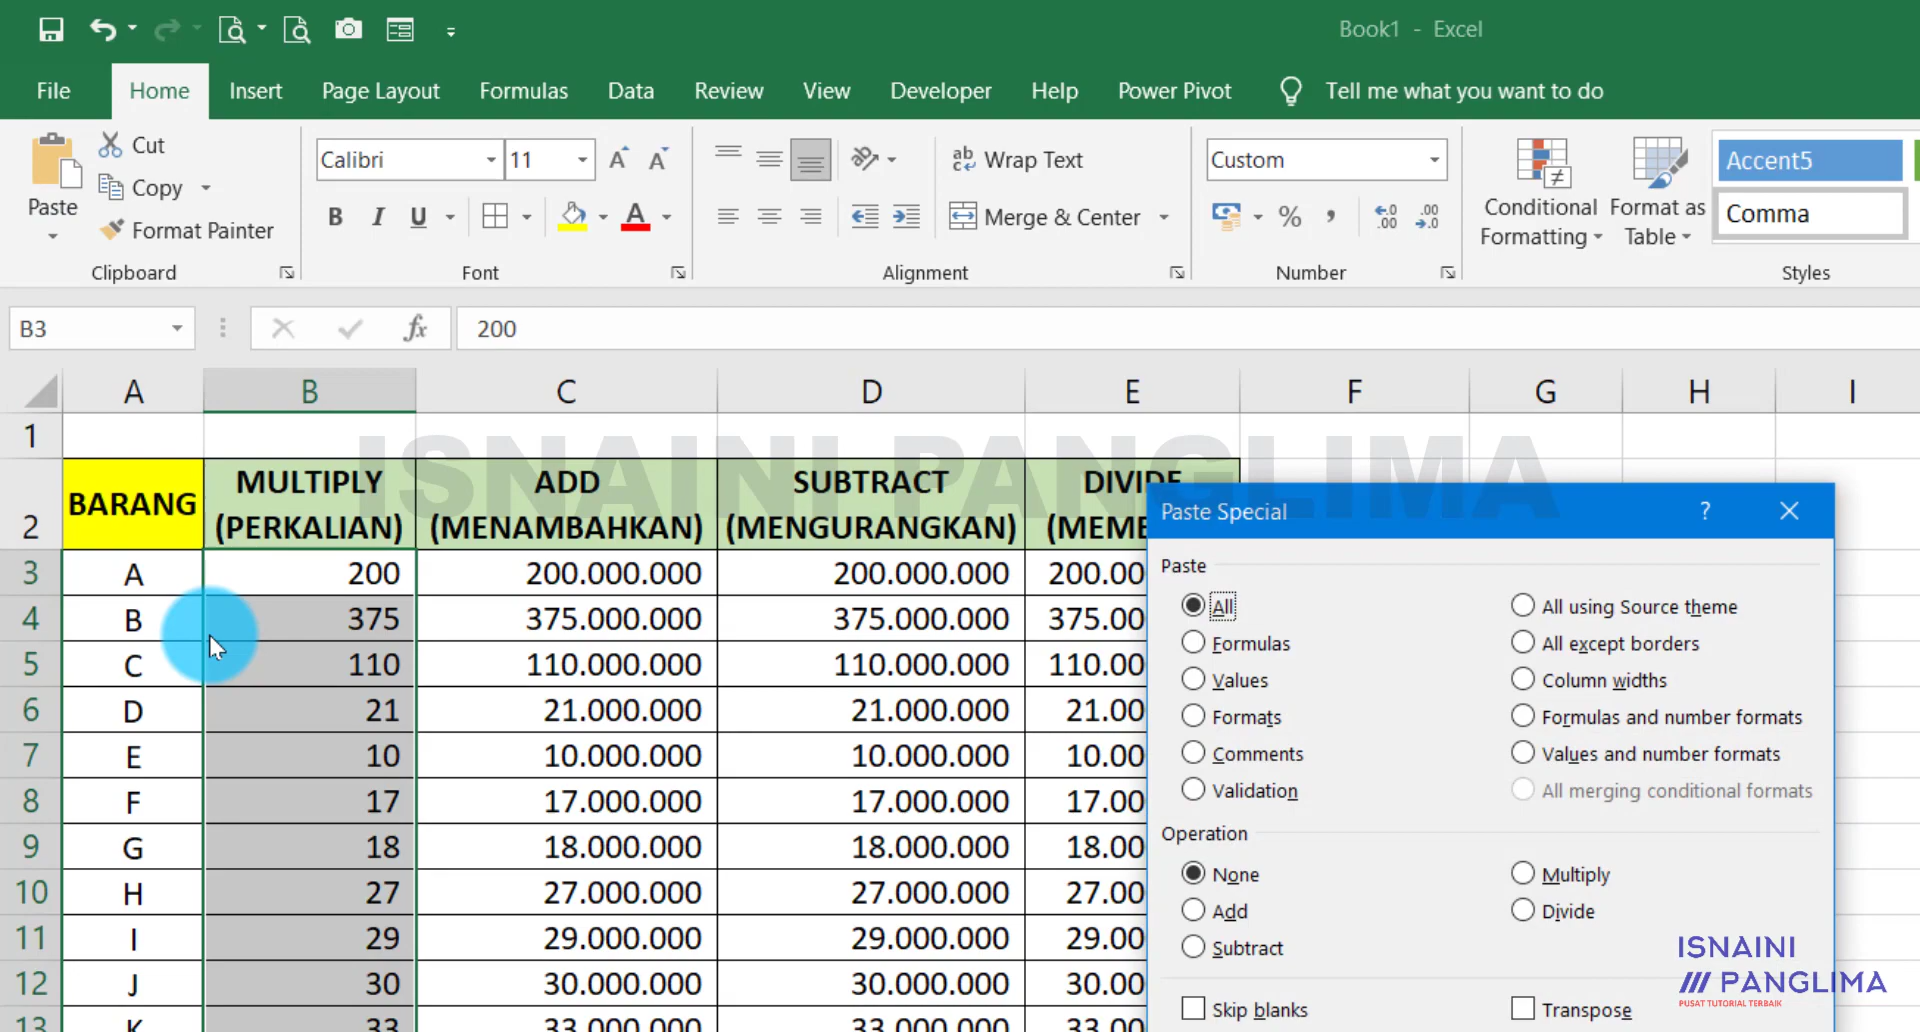 Book1 - Excel
File Home Insert Page Layout Formulas Data Review View Developer Help Power Pivot Tell me what you want to do
Paste
Cut
Copy
Format Painter
Clipboard
Calibri 11
A A
B I U A
Font
ab Wrap Text
Merge & Center
Alignment
Custom
% , .00
Number
Conditional Formatting
Format as Table
Accent5
Comma
Styles
B3 fx 200
A B C D E F G H I
1
ISNAINI PANGLIMA
2 BARANG MULTIPLY (PERKALIAN) ADD (MENAMBAHKAN) SUBTRACT (MENGURANGKAN) DIVIDE (MEME
3 A 200 200.000.000 200.000.000 200.00
4 B 375 375.000.000 375.000.000 375.00
5 C 110 110.000.000 110.000.000 110.00
6 D 21 21.000.000 21.000.000 21.00
7 E 10 10.000.000 10.000.000 10.00
8 F 17 17.000.000 17.000.000 17.00
9 G 18 18.000.000 18.000.000 18.00
10 H 27 27.000.000 27.000.000 27.00
11 I 29 29.000.000 29.000.000 29.00
12 J 30 30.000.000 30.000.000 30.00
13 K 33 33.000.000 33.000.000 33.00
Paste Special ?
Paste
All
Formulas
Values
Formats
Comments
Validation
All using Source theme
All except borders
Column widths
Formulas and number formats
Values and number formats
All merging conditional formats
Operation
None
Add
Subtract
Multiply
Divide
Skip blanks
Transpose
ISNAINI
PANGLIMA
PUSAT TUTORIAL TERBAIK